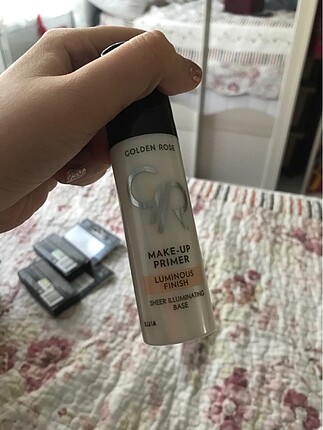 GOLDEN ROSE
GR
MAKE-UP
PRIMER
LUMINOUS
FINISH
SHEER ILLUMINATING
BASE